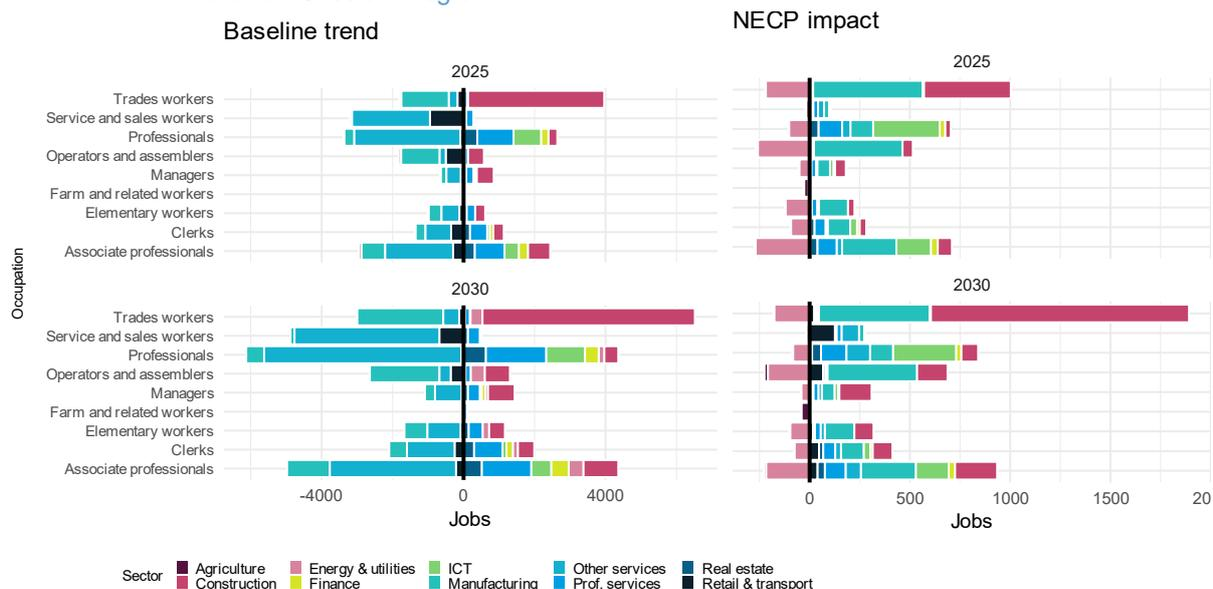 Baseline trend
NECP impact
2025
2025
Trades workers
Service and sales workers
Professionals
Operators and assemblers
Managers
Farm and related workers
Elementary workers
Clerks
Associate professionals
Occupation
2030
2030
Trades workers
Service and sales workers
Professionals
Operators and assemblers
Managers
Farm and related workers
Elementary workers
Clerks
Associate professionals
-4000 0 4000
0 500 1000 1500 20
Jobs
Jobs
Sector
Agriculture Energy & utilities ICT Other services Real estate
Construction Finance Manufacturing Prof. services Retail & transport